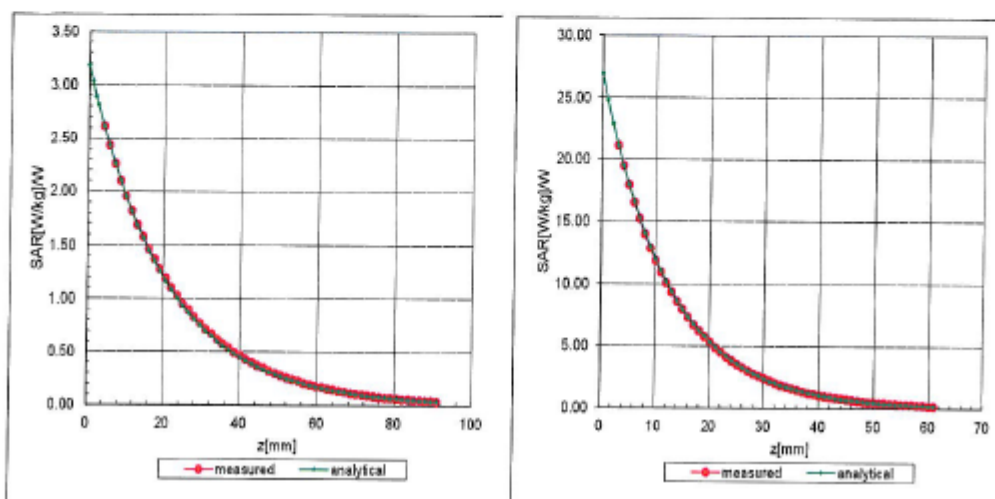 3.50
3.00
2.50
2.00
1.50
1.00
0.50
0.00
SAR[W/kg]/W
0 20 40 60 80 100
z[mm]
measured analytical
30.00
25.00
20.00
15.00
10.00
5.00
0.00
SAR[W/kg]/W
0 10 20 30 40 50 60 70
z[mm]
measured analytical